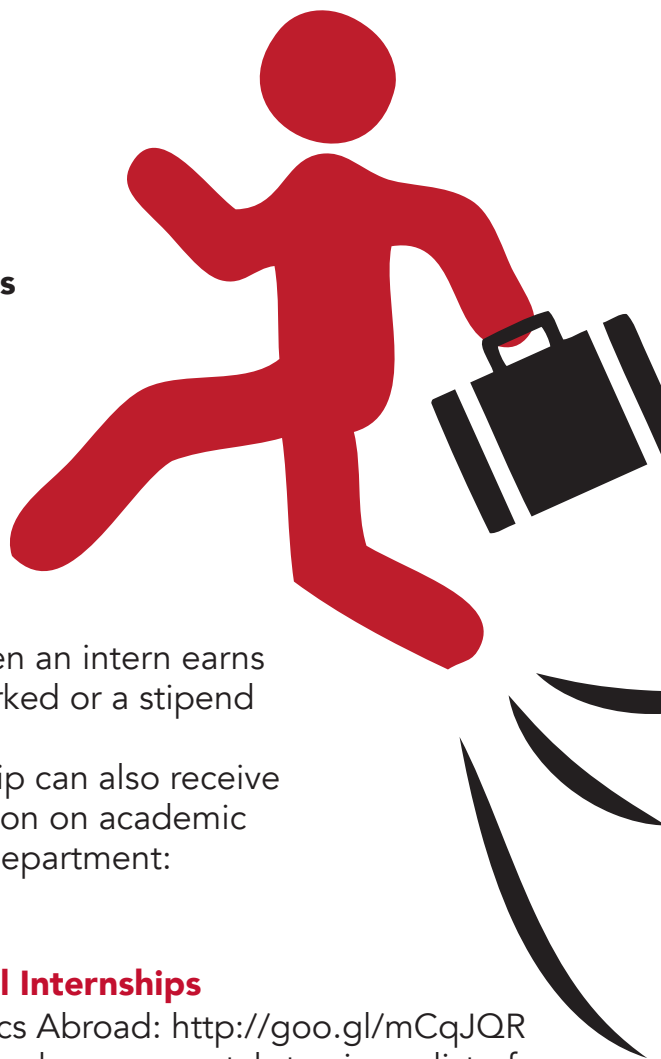 s
en an intern earns
rked or a stipend
ip can also receive
ion on academic
epartment:
l Internships
cs Abroad: http://goo.gl/mCqJQR